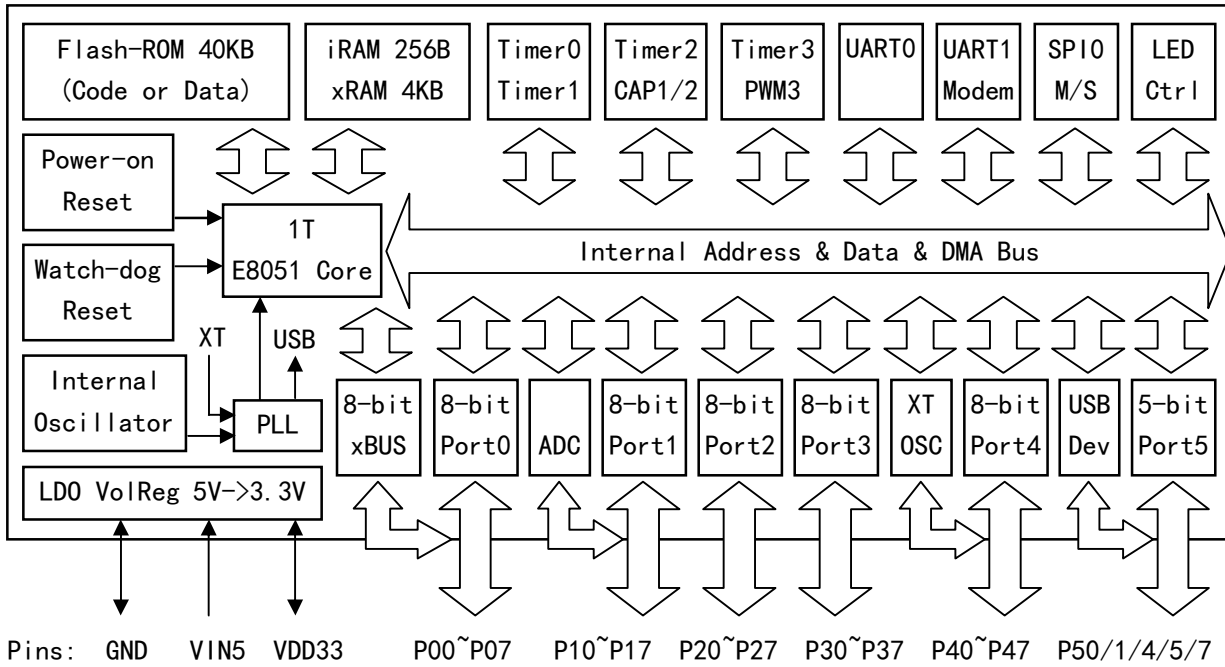 Flash-ROM 40KB
(Code or Data)
iRAM 256B
xRAM 4KB
Timer0
Timer1
Timer2
CAP1/2
Timer3
PWM3
UART0
UART1
Modem
SPI0
M/S
LED
Ctrl
Power-on
Reset
1T
E8051 Core
Internal Address & Data & DMA Bus
Watch-dog
Reset
XT
USB
Internal
Oscillator
PLL
8-bit
xBUS
8-bit
Port0
ADC
8-bit
Port1
8-bit
Port2
8-bit
Port3
XT
OSC
8-bit
Port4
USB
Dev
5-bit
Port5
LDO VolReg 5V->3.3V
Pins: GND VIN5 VDD33 P00~P07 P10~P17 P20~P27 P30~P37 P40~P47 P50/1/4/5/7